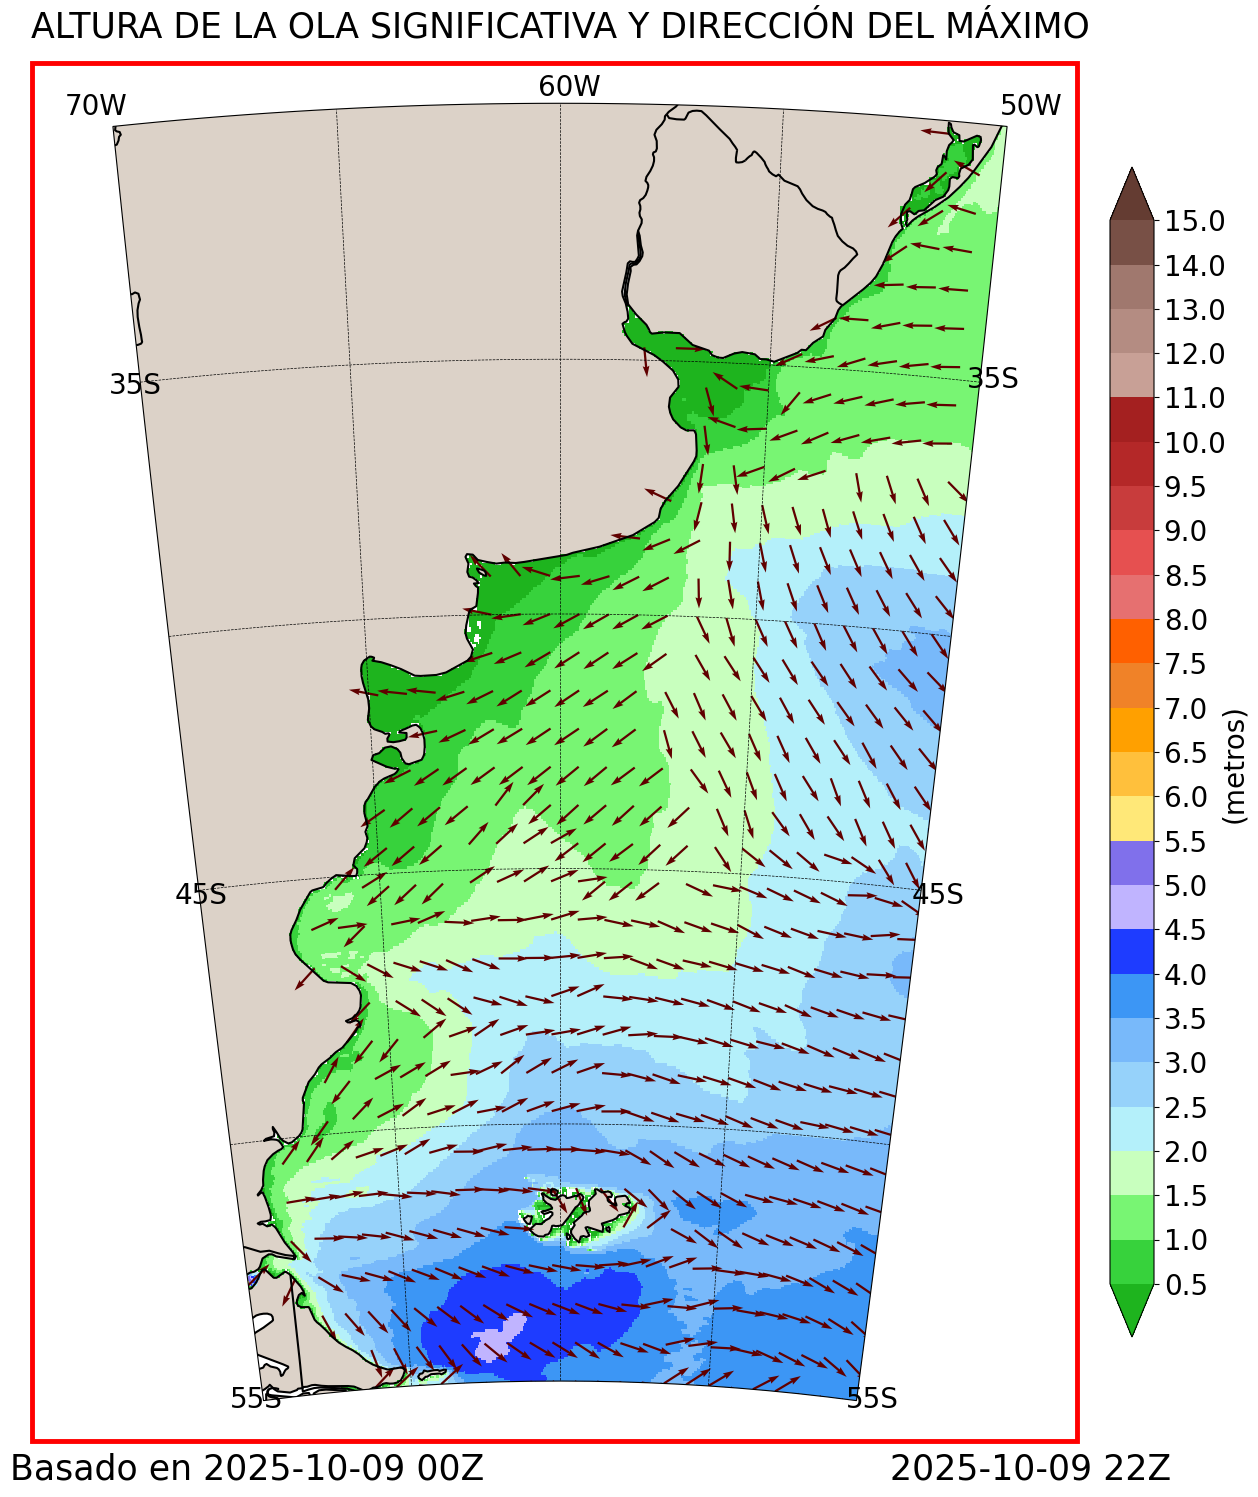 ALTURA DE LA OLA SIGNIFICATIVA Y DIRECCIÓN DEL MÁXIMO
70W
60W
50W
35S
35S
45S
45S
55S
55S
15.0
14.0
13.0
12.0
11.0
10.0
9.5
9.0
8.5
8.0
7.5
7.0
6.5
6.0
5.5
5.0
4.5
4.0
3.5
3.0
2.5
2.0
1.5
1.0
0.5
(metros)
Basado en 2025-10-09 00Z
2025-10-09 22Z